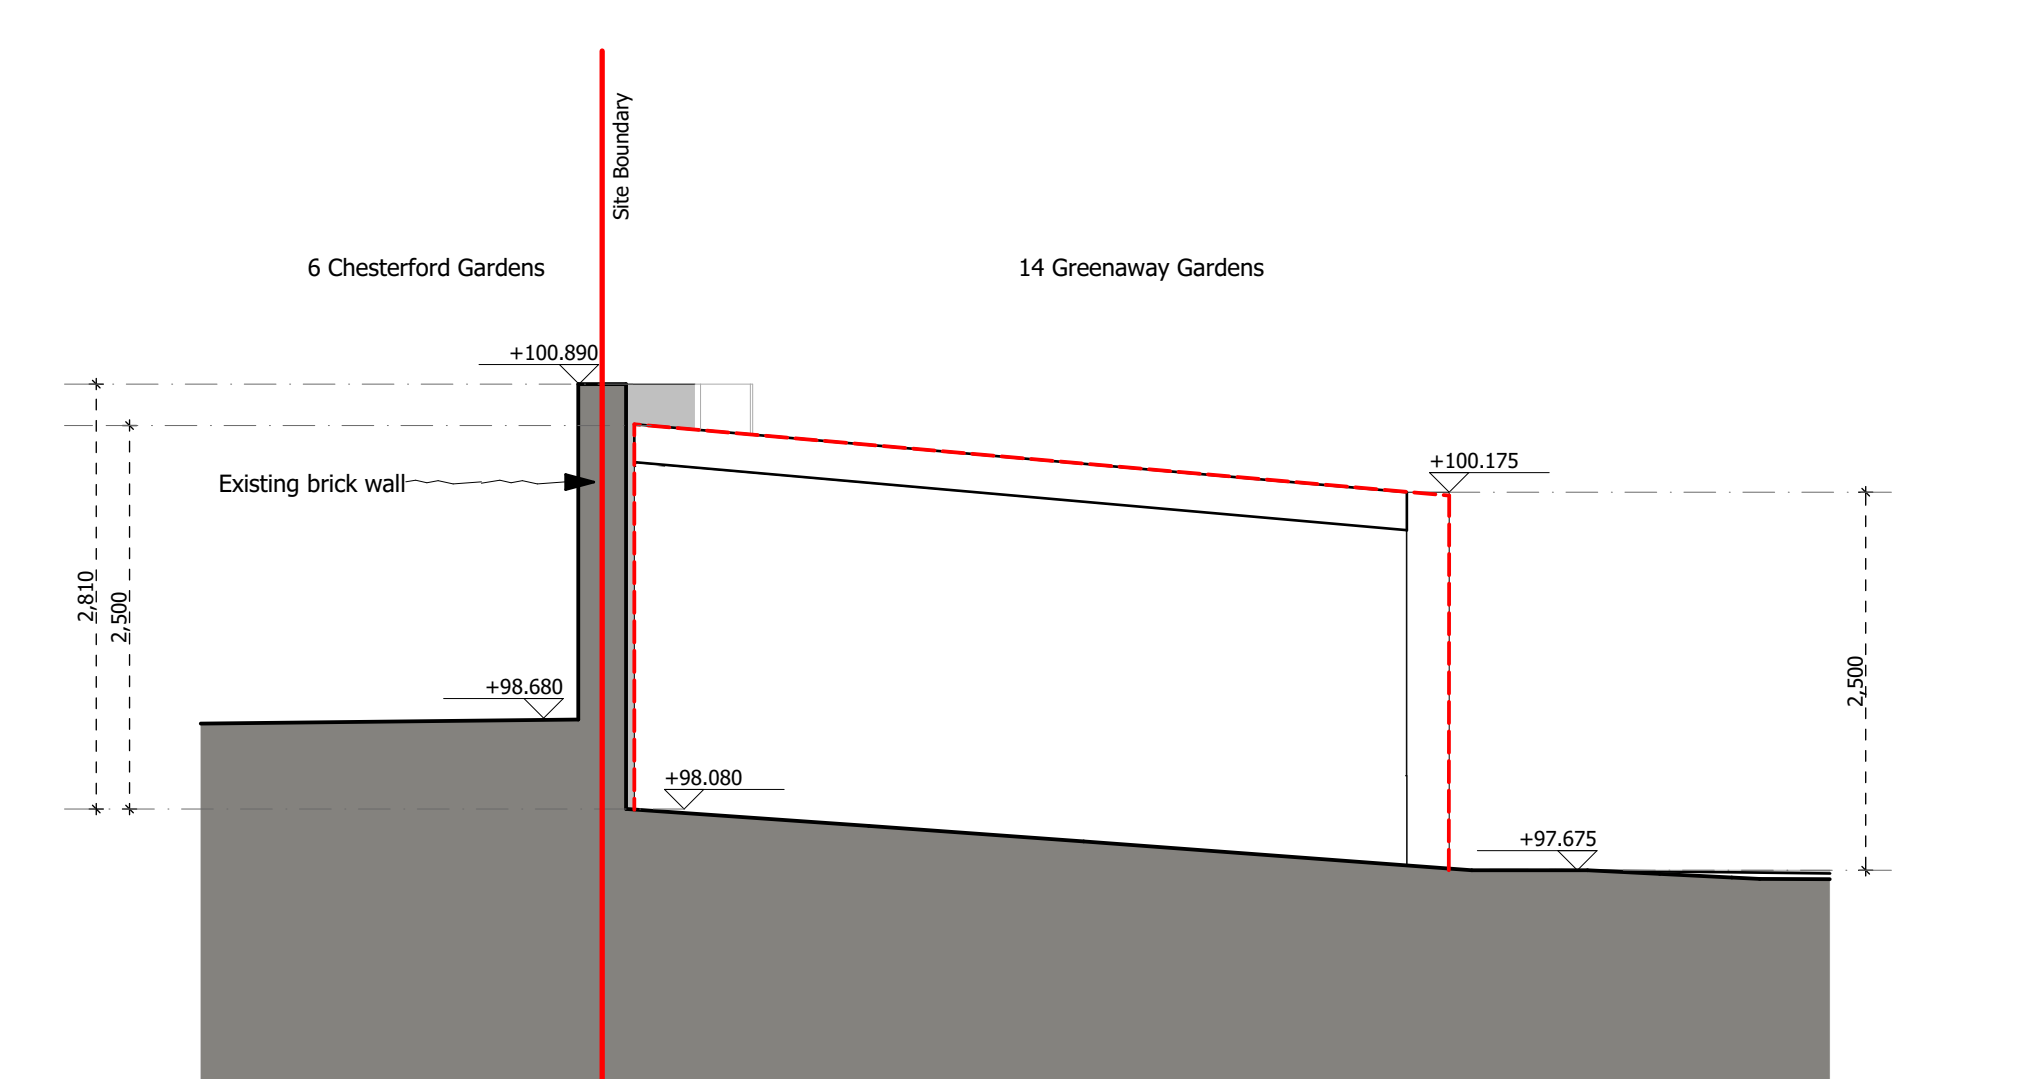 Site Boundary
6 Chesterford Gardens
14 Greenaway Gardens
+100.890
+100.175
Existing brick wall
2,810
2,500
2,500
+98.680
+98.080
+97.675